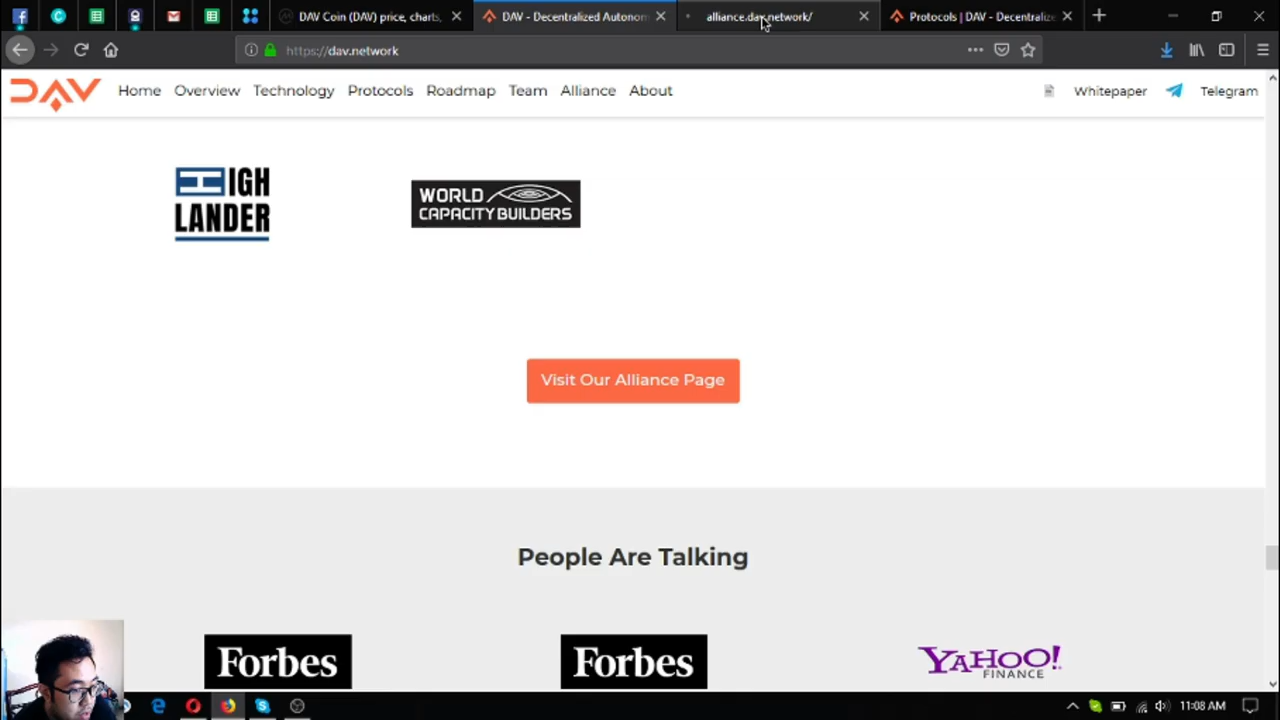 DAV Coin (DAV) price, charts,
DAV - Decentralized Autonom
alliance.dav.network/
Protocols | DAV - Decentralize
https://dav.network
DAV
Home
Overview
Technology
Protocols
Roadmap
Team
Alliance
About
Whitepaper
Telegram
HIGH
LANDER
WORLD
CAPACITY BUILDERS
Visit Our Alliance Page
People Are Talking
Forbes
Forbes
YAHOO!
FINANCE
11:08 AM